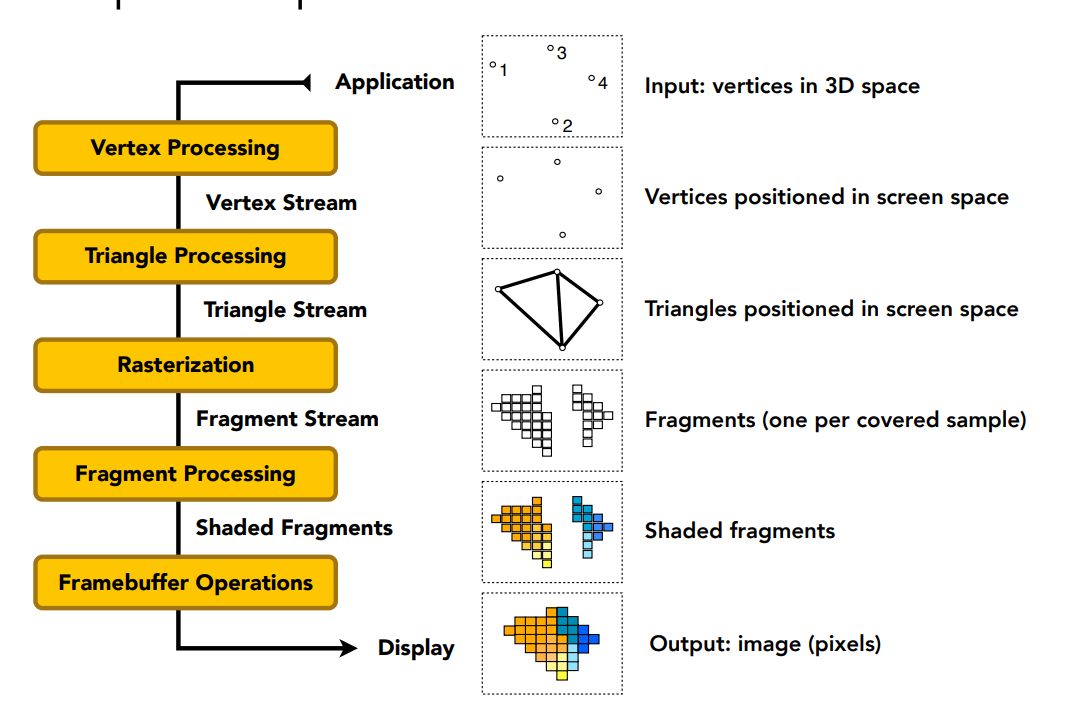 Application
1
3
4
2
Input: vertices in 3D space
Vertex Processing
Vertex Stream
Vertices positioned in screen space
Triangle Processing
Triangle Stream
Triangles positioned in screen space
Rasterization
Fragment Stream
Fragments (one per covered sample)
Fragment Processing
Shaded Fragments
Shaded fragments
Framebuffer Operations
Display
Output: image (pixels)